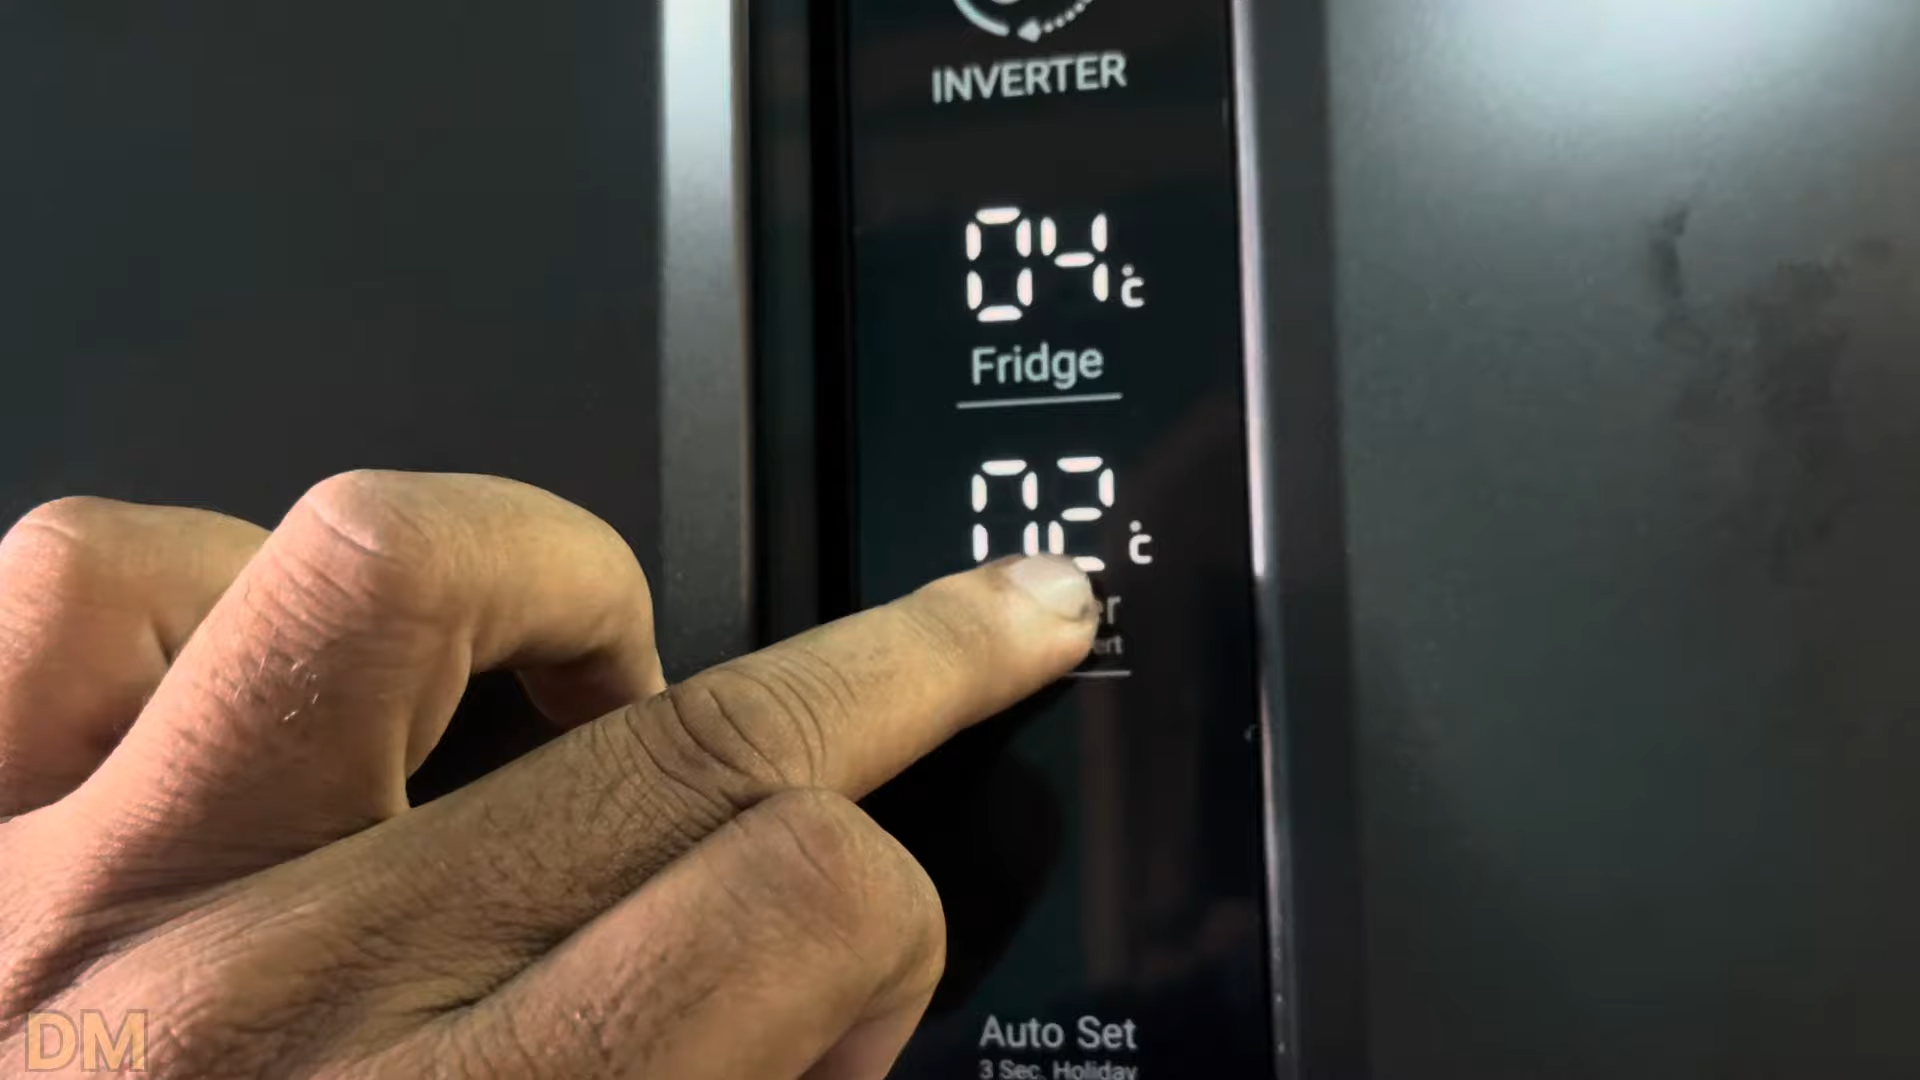 INVERTER
04°c
Fridge
02°c
Auto Set
3 Sec. Holiday
DM